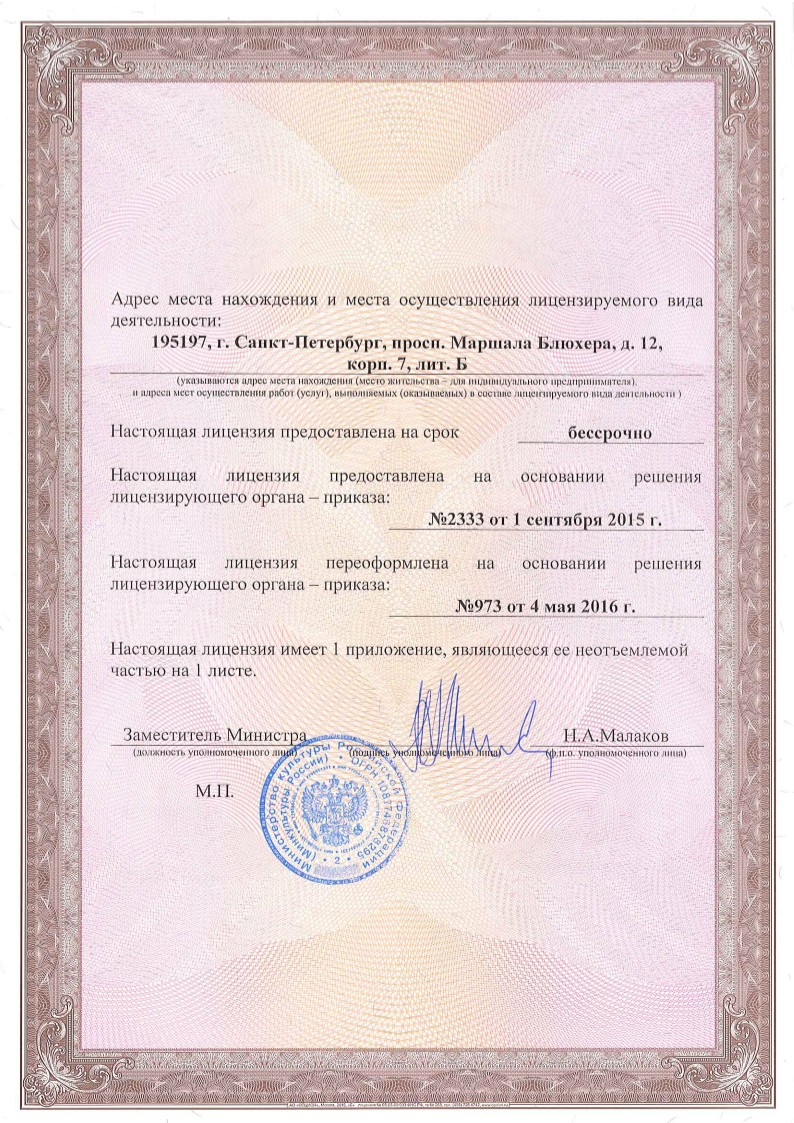 Адрес места нахождения и места осуществления лицензируемого вида
деятельности:
195197, г. Санкт-Петербург, просп. Маршала Блюхера, д. 12,
корп. 7, лит. Б
(указываются адрес места нахождения (место жительства – для индивидуального предпринимателя).
и адреса мест осуществления работ (услуг), выполняемых (оказываемых) в составе лицензируемого вида деятельности )
Настоящая лицензия предоставлена на срок бессрочно
Настоящая лицензия предоставлена на основании решения
лицензирующего органа – приказа:
№2333 от 1 сентября 2015 г.
Настоящая лицензия переоформлена на основании решения
лицензирующего органа – приказа:
№973 от 4 мая 2016 г.
Настоящая лицензия имеет 1 приложение, являющееся ее неотъемлемой
частью на 1 листе.
Заместитель Министра Н.А.Малаков
(должность уполномоченного лица) (подпись уполномоченного лица) (ф.п.о. уполномоченного лица)
М.П.
Министерство культуры Российской Федерации
(Минкультуры России) • ОГРН 1087746878295
• 2 •